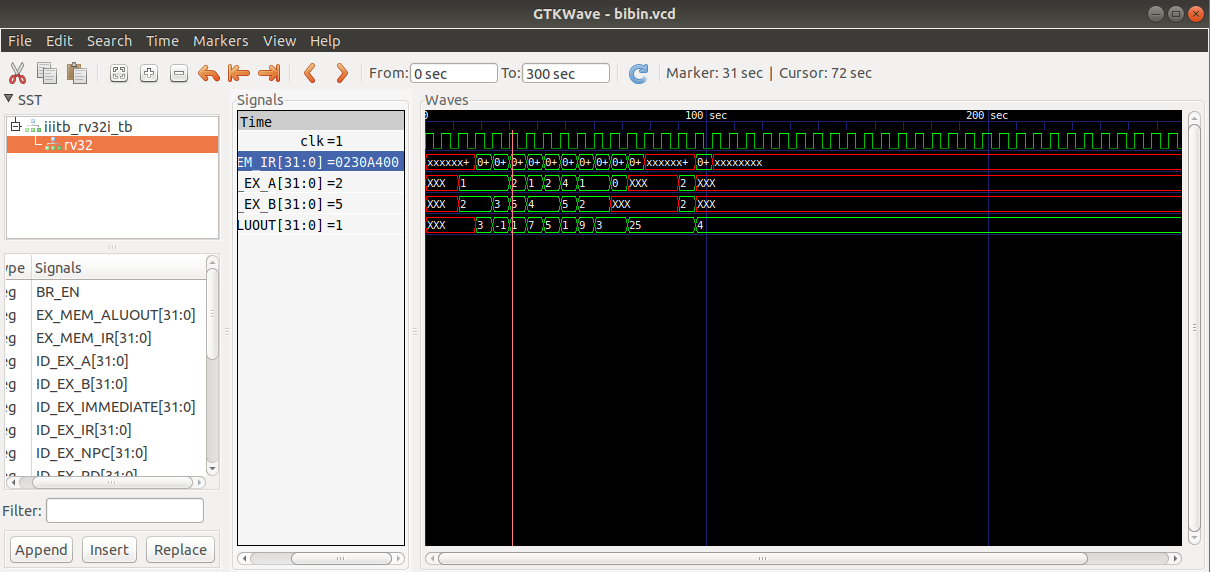 GTKWave - bibin.vcd
File Edit Search Time Markers View Help
From: 0 sec To: 300 sec Marker: 31 sec | Cursor: 72 sec
SST
iiitb_rv32i_tb
rv32
ype Signals
eg BR_EN
eg EX_MEM_ALUOUT[31:0]
eg EX_MEM_IR[31:0]
eg ID_EX_A[31:0]
eg ID_EX_B[31:0]
eg ID_EX_IMMEDIATE[31:0]
eg ID_EX_IR[31:0]
eg ID_EX_NPC[31:0]
ID_EX_RD[31:0]
Filter:
Append Insert Replace
Signals
Time
clk =1
EM_IR[31:0] =0230A400
_EX_A[31:0] =2
_EX_B[31:0] =5
LUOUT[31:0] =1
Waves
0 100 sec 200 sec
xxxxxx+ 0+ 0+ 0+ 0+ 0+ 0+ 0+ 0+ 0+ 0+ xxxxxx+ 0+ xxxxxxxx
XXX 1 2 1 2 4 1 0 XXX 2 XXX
XXX 2 3 5 4 5 2 XXX 2 XXX
XXX 3 -1 1 7 5 1 9 3 25 4